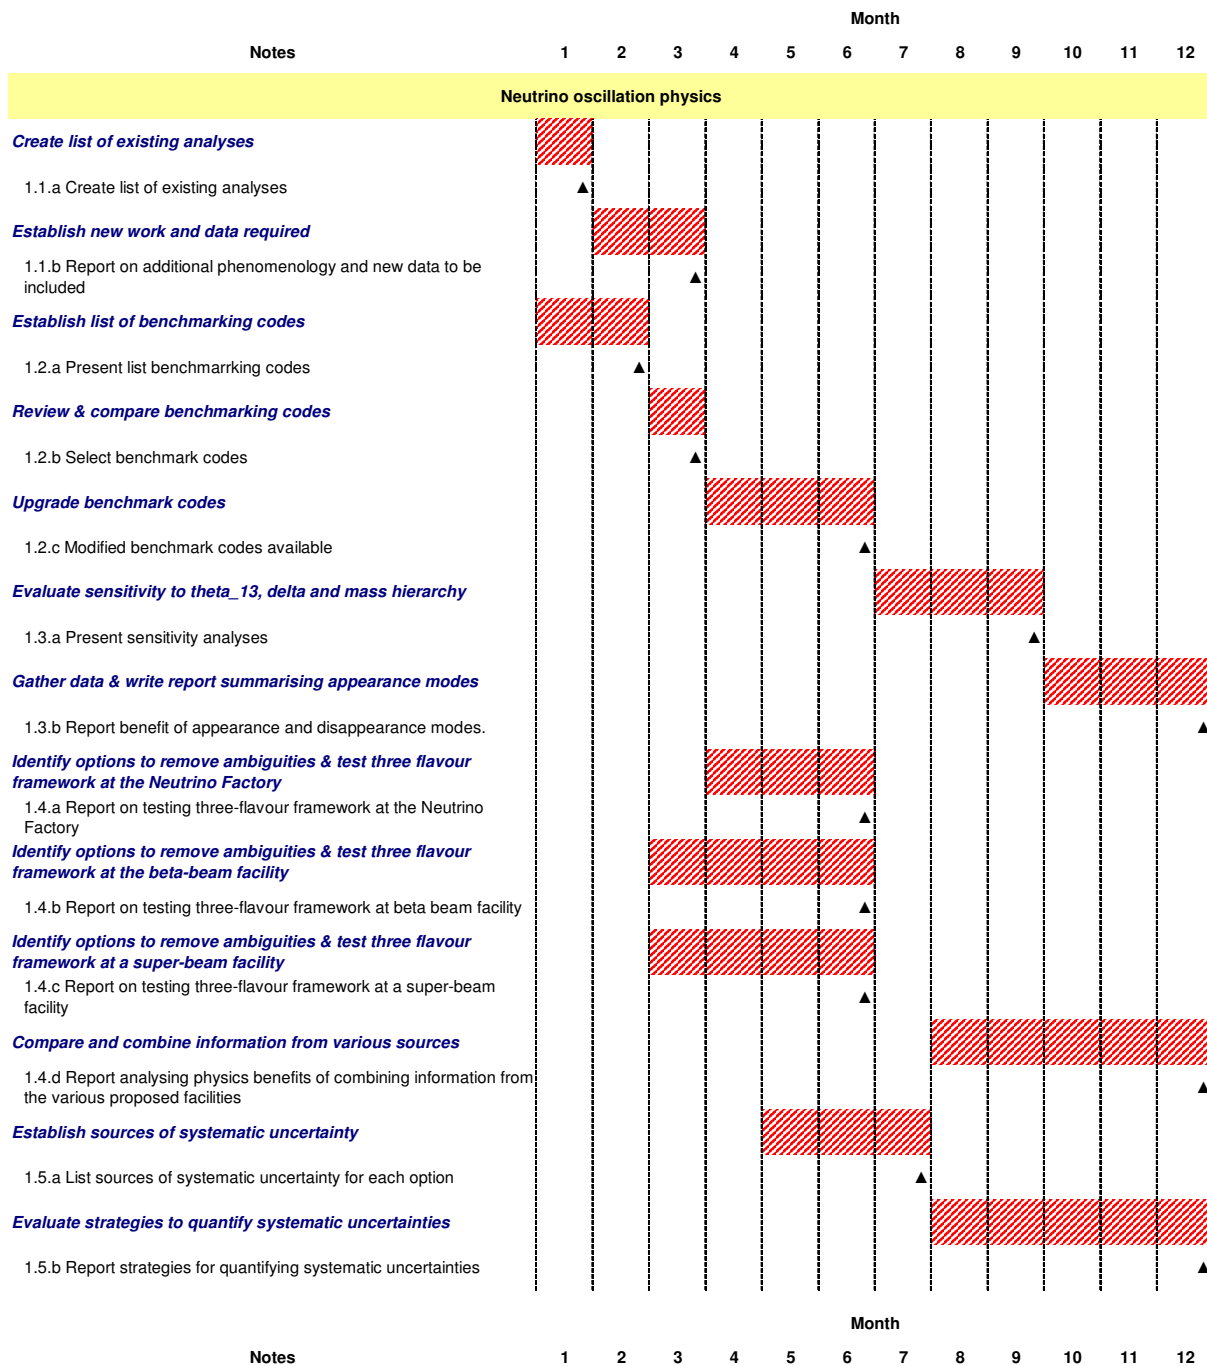 Month
Notes 1 2 3 4 5 6 7 8 9 10 11 12
Neutrino oscillation physics
Create list of existing analyses
1.1.a Create list of existing analyses
Establish new work and data required
1.1.b Report on additional phenomenology and new data to be
included
Establish list of benchmarking codes
1.2.a Present list benchmarrking codes
Review & compare benchmarking codes
1.2.b Select benchmark codes
Upgrade benchmark codes
1.2.c Modified benchmark codes available
Evaluate sensitivity to theta_13, delta and mass hierarchy
1.3.a Present sensitivity analyses
Gather data & write report summarising appearance modes
1.3.b Report benefit of appearance and disappearance modes.
Identify options to remove ambiguities & test three flavour
framework at the Neutrino Factory
1.4.a Report on testing three-flavour framework at the Neutrino
Factory
Identify options to remove ambiguities & test three flavour
framework at the beta-beam facility
1.4.b Report on testing three-flavour framework at beta beam facility
Identify options to remove ambiguities & test three flavour
framework at a super-beam facility
1.4.c Report on testing three-flavour framework at a super-beam
facility
Compare and combine information from various sources
1.4.d Report analysing physics benefits of combining information from
the various proposed facilities
Establish sources of systematic uncertainty
1.5.a List sources of systematic uncertainty for each option
Evaluate strategies to quantify systematic uncertainties
1.5.b Report strategies for quantifying systematic uncertainties
Month
Notes 1 2 3 4 5 6 7 8 9 10 11 12